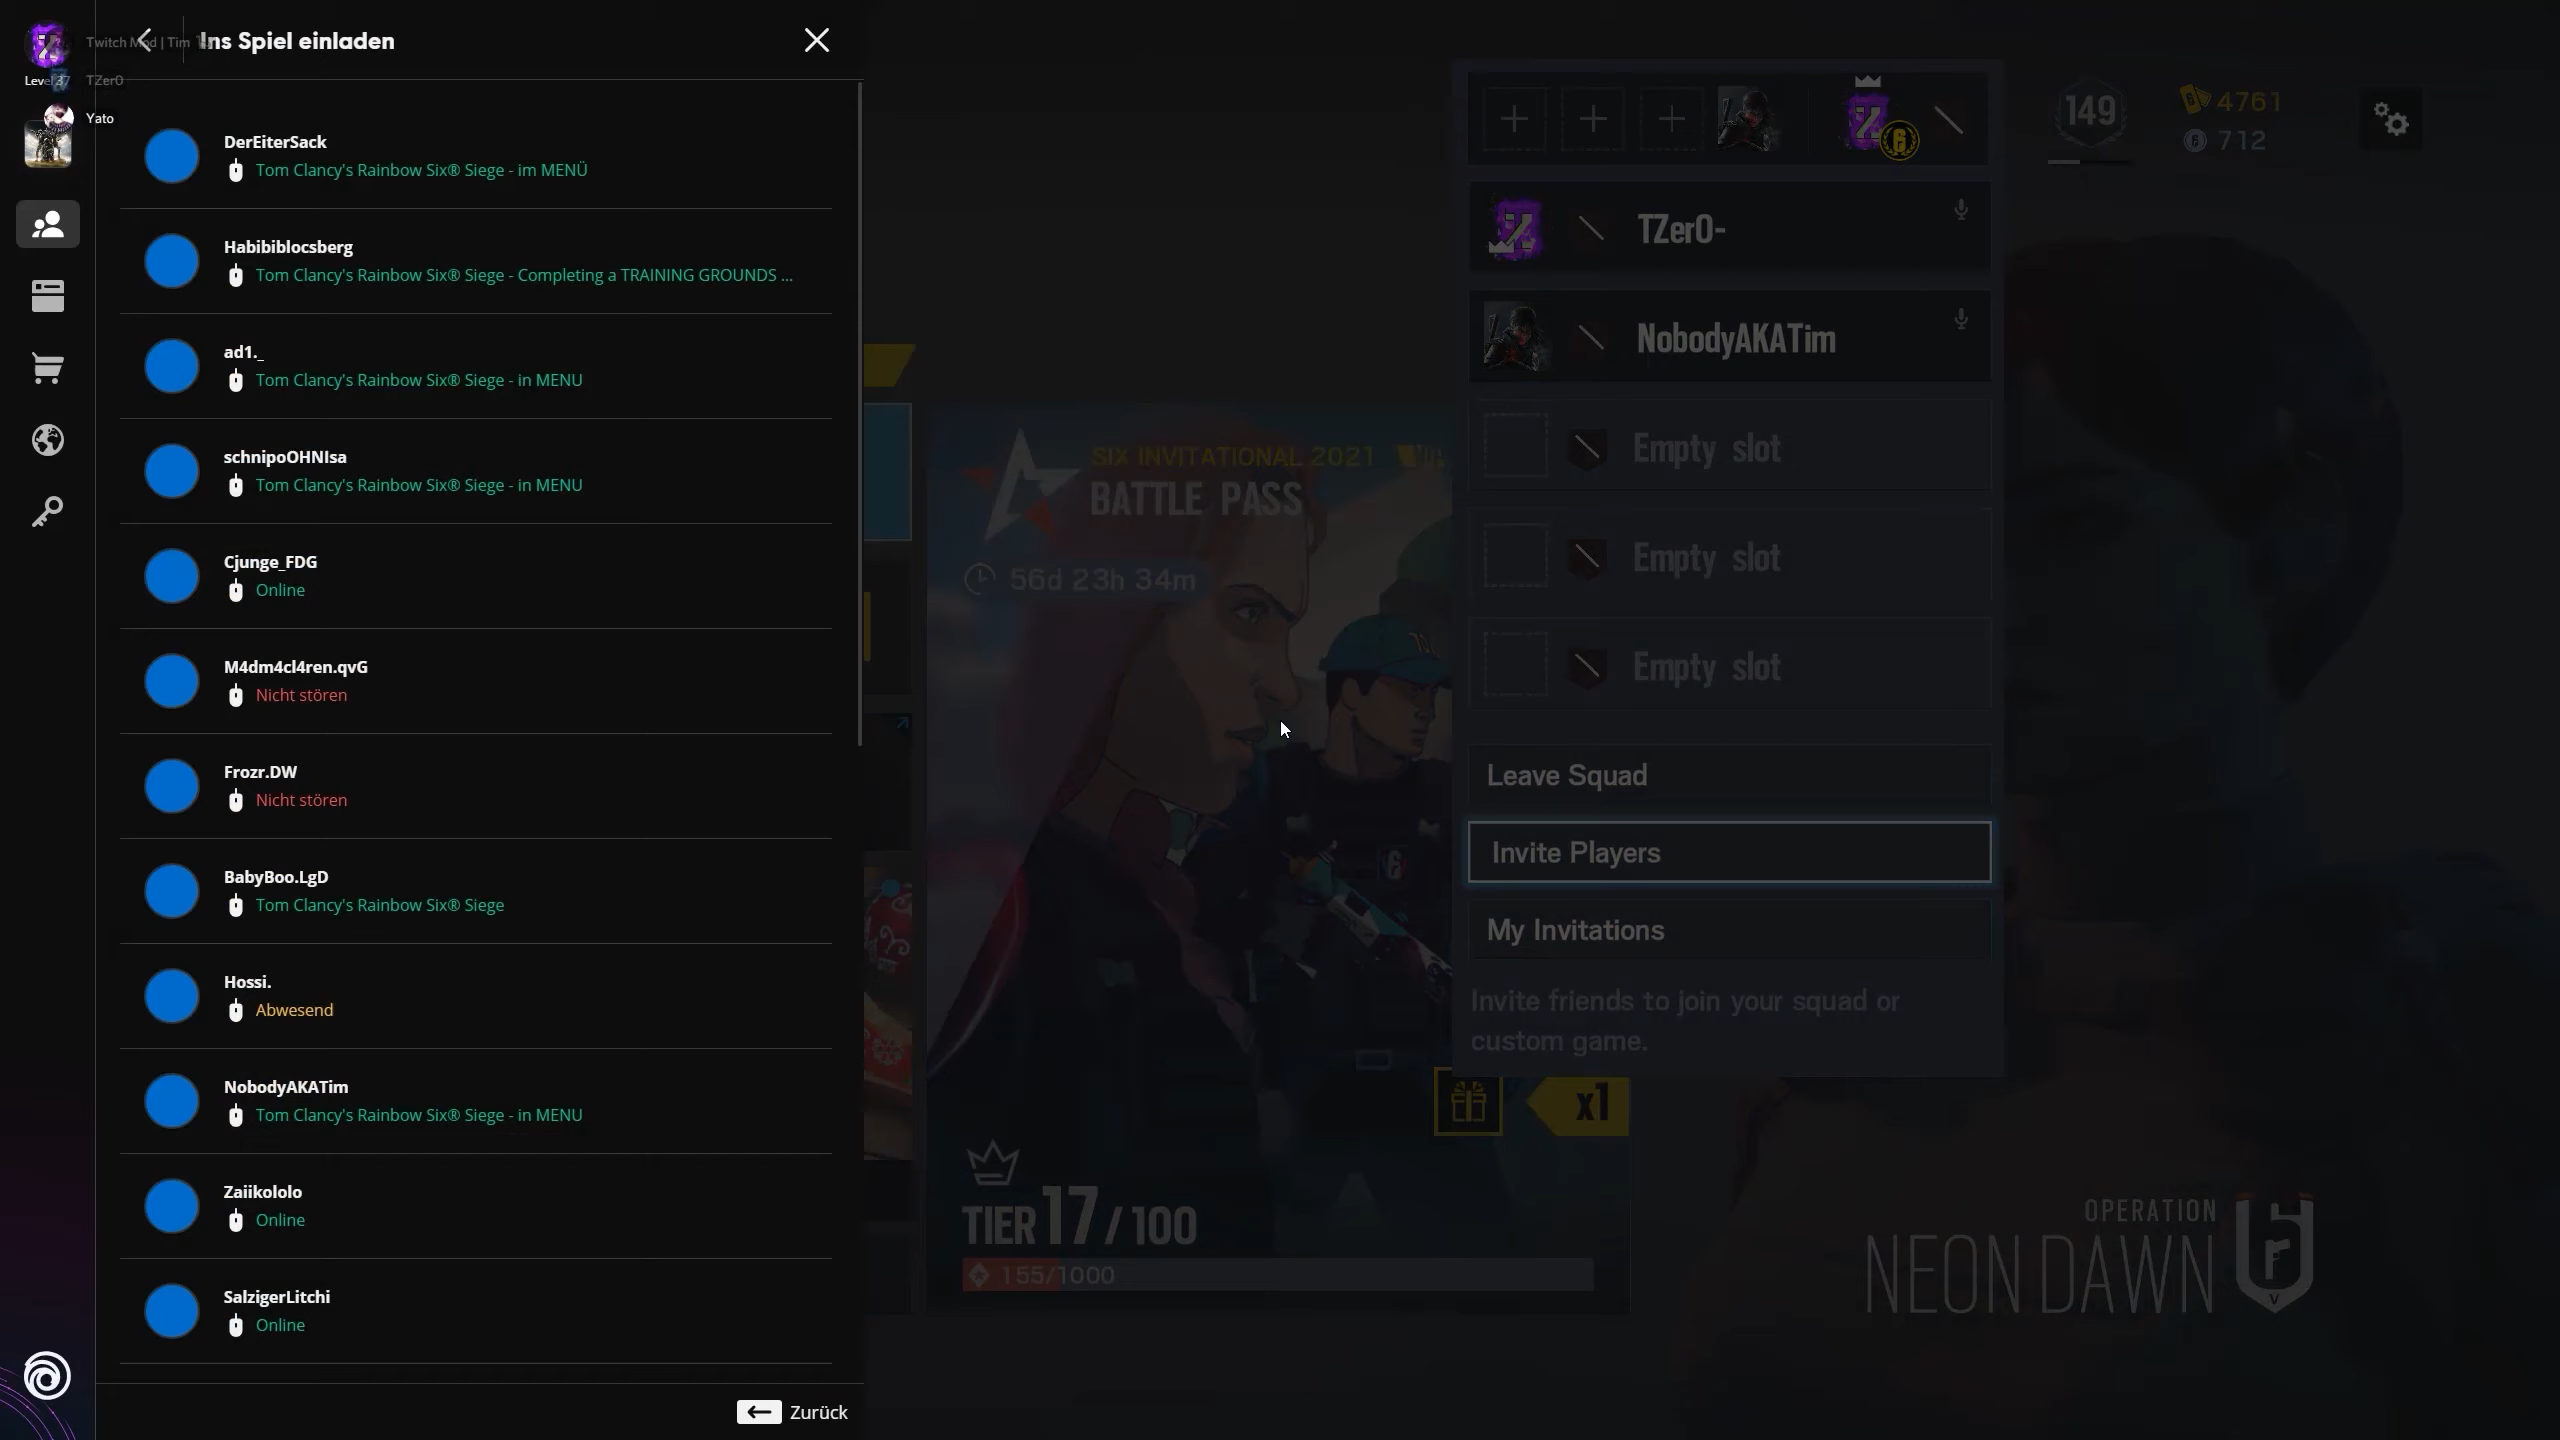 Twitch Mod | Tim
Ins Spiel einladen
Level 37
TZer0
Yato
DerEiterSack
Tom Clancy's Rainbow Six® Siege - im MENÜ
Habibiblocsberg
Tom Clancy's Rainbow Six® Siege - Completing a TRAINING GROUNDS ...
ad1._
Tom Clancy's Rainbow Six® Siege - in MENU
schnipoOHNIsa
Tom Clancy's Rainbow Six® Siege - in MENU
Cjunge_FDG
Online
M4dm4cl4ren.qvG
Nicht stören
Frozr.DW
Nicht stören
BabyBoo.LgD
Tom Clancy's Rainbow Six® Siege
Hossi.
Abwesend
NobodyAKATim
Tom Clancy's Rainbow Six® Siege - in MENU
Zaiikololo
Online
SalzigerLitchi
Online
Zurück
149
4761
712
TZer0-
NobodyAKATim
Empty slot
Empty slot
Empty slot
Leave Squad
Invite Players
My Invitations
Invite friends to join your squad or
custom game.
SIX INVITATIONAL 2021
BATTLE PASS
56d 23h 34m
x1
TIER 17 / 100
155/1000
OPERATION
NEON DAWN